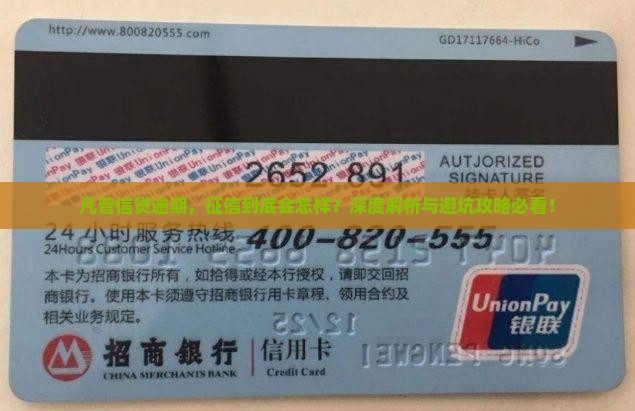 http://www.800820555.com
GD17117664-HiCo
2652 891
AUTJORIZED
SIGNATURE
凡普信贷逾期，征信到底会怎样？深度解析与避坑攻略必看！
24小时服务热线 400-820-555
24Hours Customer Service Hotline
本卡为招商银行所有，如拾得或经本行授权，请即交回招
商银行。使用本卡须遵守招商银行用卡章程、领用合约及
相关业务规定。
UnionPay
银联
12/25
招商银行 信用卡
CHINA MERCHANTS BANK Credit Card